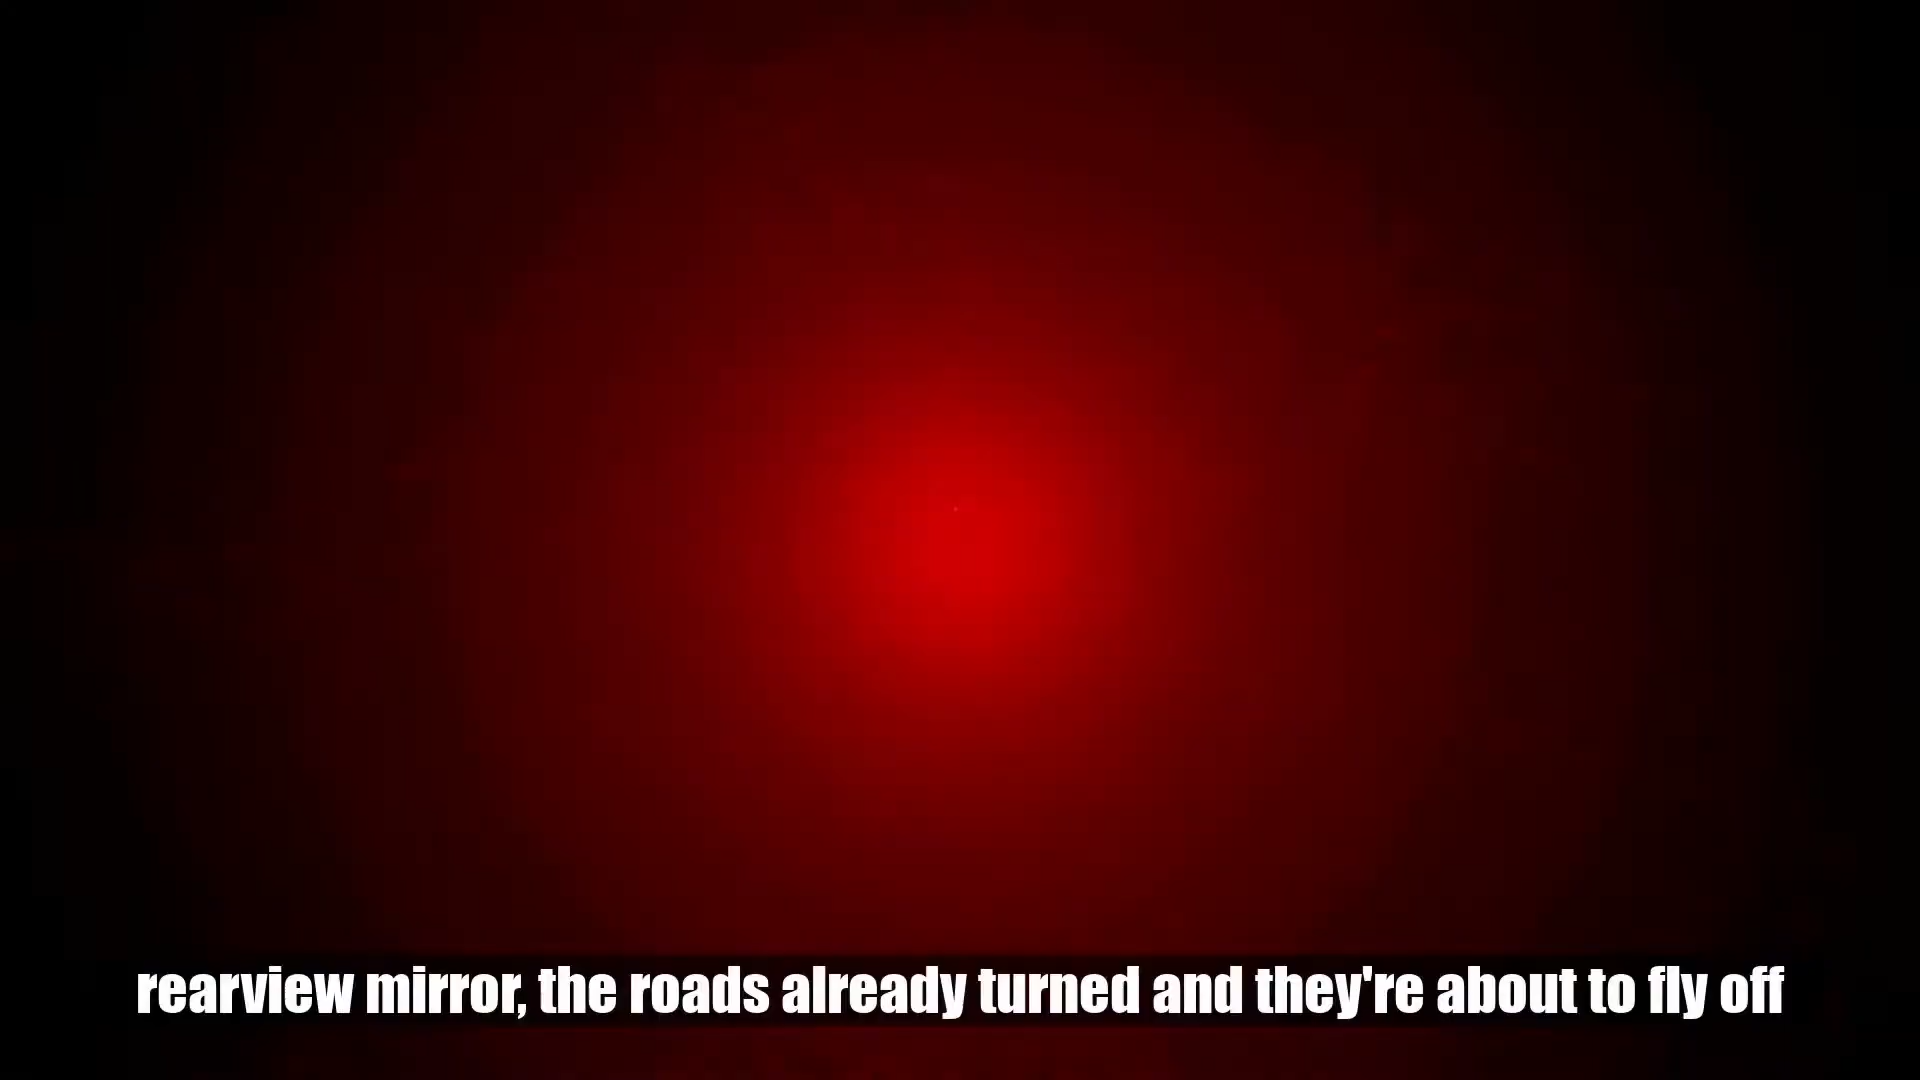 rearview mirror, the roads already turned and they're about to fly off